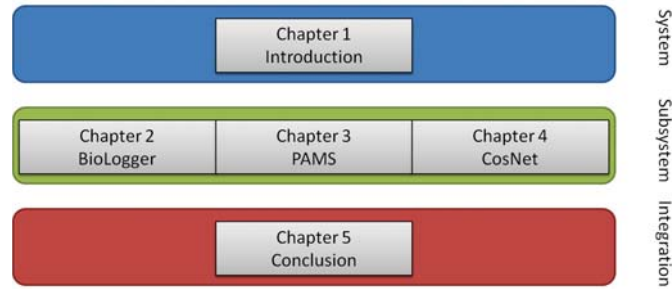 Chapter 1
Introduction
System
Chapter 2
BioLogger
Chapter 3
PAMS
Chapter 4
CosNet
Subsystem
Chapter 5
Conclusion
Integration